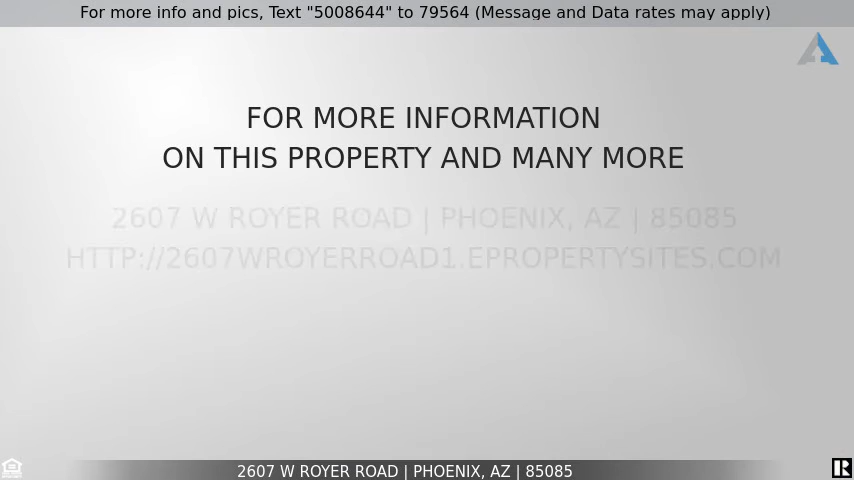 For more info and pics, Text "5008644" to 79564 (Message and Data rates may apply)
FOR MORE INFORMATION
ON THIS PROPERTY AND MANY MORE
2607 W ROYER ROAD | PHOENIX, AZ | 85085
HTTP://2607WROYERROAD1.EPROPERTYSITES.COM
2607 W ROYER ROAD | PHOENIX, AZ | 85085